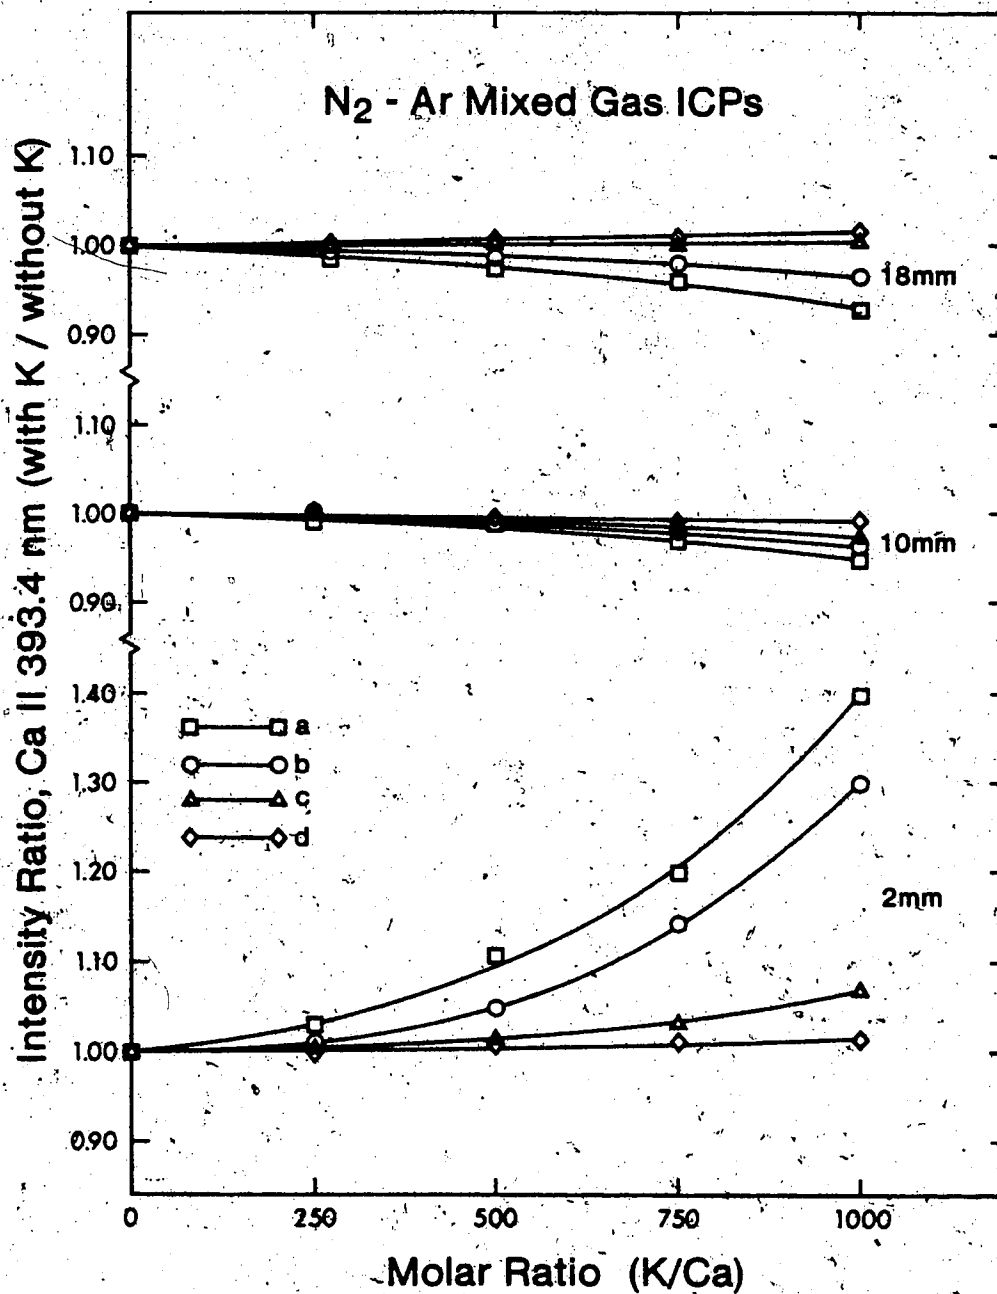 N2 - Ar Mixed Gas ICPs
Intensity Ratio, Ca II 393.4 nm (with K / without K)
1.10
1.00
0.90
18mm
1.10
1.00
0.90
10mm
1.40
1.30
1.20
1.10
1.00
0.90
a
b
c
d
2mm
0
250
500
750
1000
Molar Ratio (K/Ca)